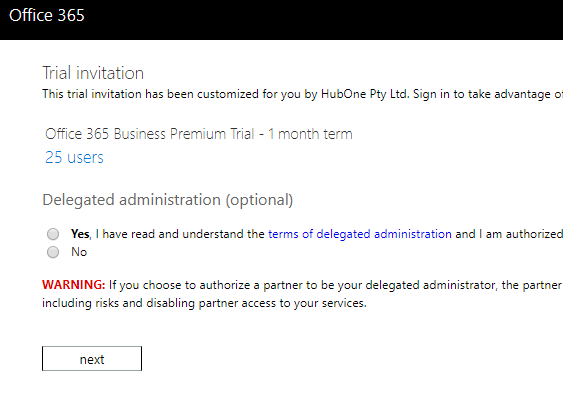 Office 365
Trial invitation
This trial invitation has been customized for you by HubOne Pty Ltd. Sign in to take advantage of
Office 365 Business Premium Trial - 1 month term
25 users
Delegated administration (optional)
Yes, I have read and understand the terms of delegated administration and I am authorized
No
WARNING: If you choose to authorize a partner to be your delegated administrator, the partner
including risks and disabling partner access to your services.
next